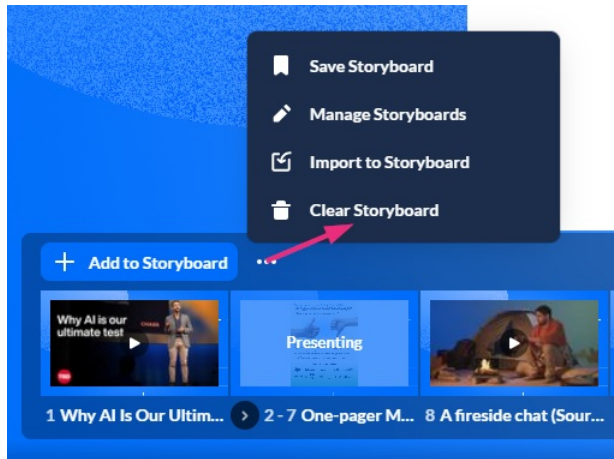 Save Storyboard
Manage Storyboards
Import to Storyboard
Clear Storyboard
Add to Storyboard
Why AI is our
ultimate test
TED
Presenting
1 Why AI Is Our Ultim...
2 - 7 One-pager M...
8 A fireside chat (Sour...